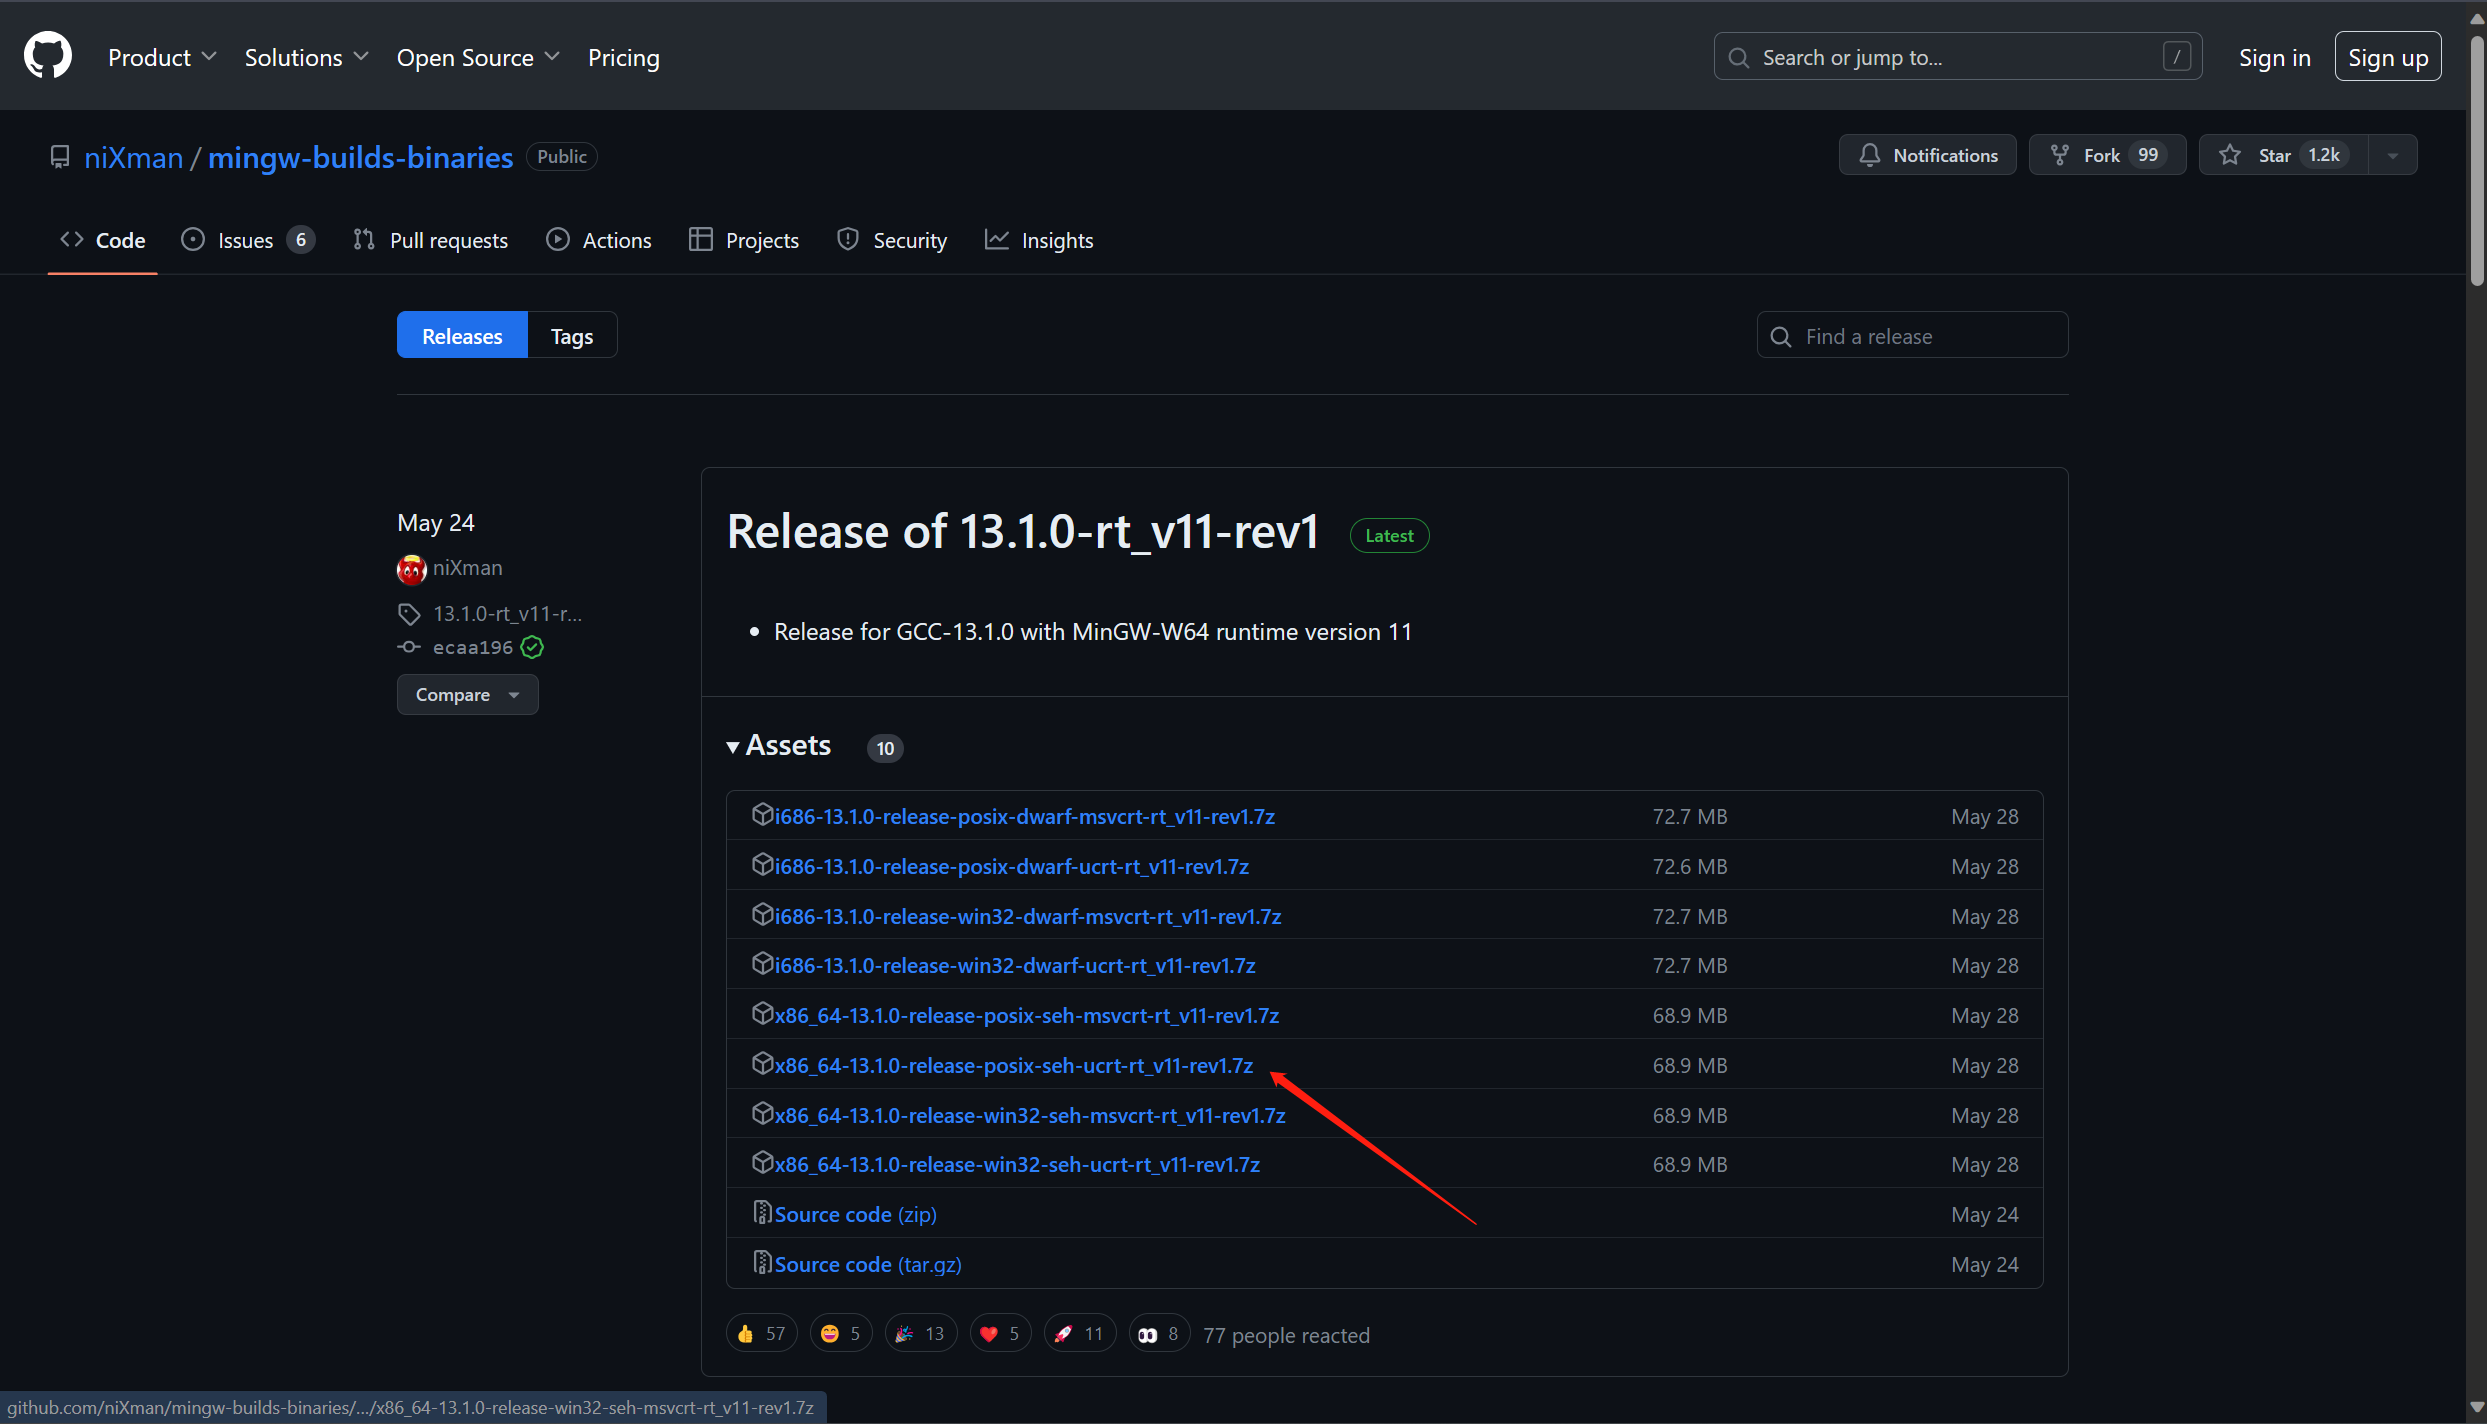 Product Solutions Open Source Pricing Search or jump to... / Sign in Sign up
niXman / mingw-builds-binaries Public Notifications Fork 99 Star 1.2k
Code Issues 6 Pull requests Actions Projects Security Insights
Releases Tags Find a release
May 24
niXman
13.1.0-rt_v11-r...
ecaa196
Compare
Release of 13.1.0-rt_v11-rev1 Latest
• Release for GCC-13.1.0 with MinGW-W64 runtime version 11
Assets 10
i686-13.1.0-release-posix-dwarf-msvcrt-rt_v11-rev1.7z 72.7 MB May 28
i686-13.1.0-release-posix-dwarf-ucrt-rt_v11-rev1.7z 72.6 MB May 28
i686-13.1.0-release-win32-dwarf-msvcrt-rt_v11-rev1.7z 72.7 MB May 28
i686-13.1.0-release-win32-dwarf-ucrt-rt_v11-rev1.7z 72.7 MB May 28
x86_64-13.1.0-release-posix-seh-msvcrt-rt_v11-rev1.7z 68.9 MB May 28
x86_64-13.1.0-release-posix-seh-ucrt-rt_v11-rev1.7z 68.9 MB May 28
x86_64-13.1.0-release-win32-seh-msvcrt-rt_v11-rev1.7z 68.9 MB May 28
x86_64-13.1.0-release-win32-seh-ucrt-rt_v11-rev1.7z 68.9 MB May 28
Source code (zip) May 24
Source code (tar.gz) May 24
👍 57 😄 5 🎉 13 ❤️ 5 🚀 11 👀 8 77 people reacted
github.com/niXman/mingw-builds-binaries/.../x86_64-13.1.0-release-win32-seh-msvcrt-rt_v11-rev1.7z